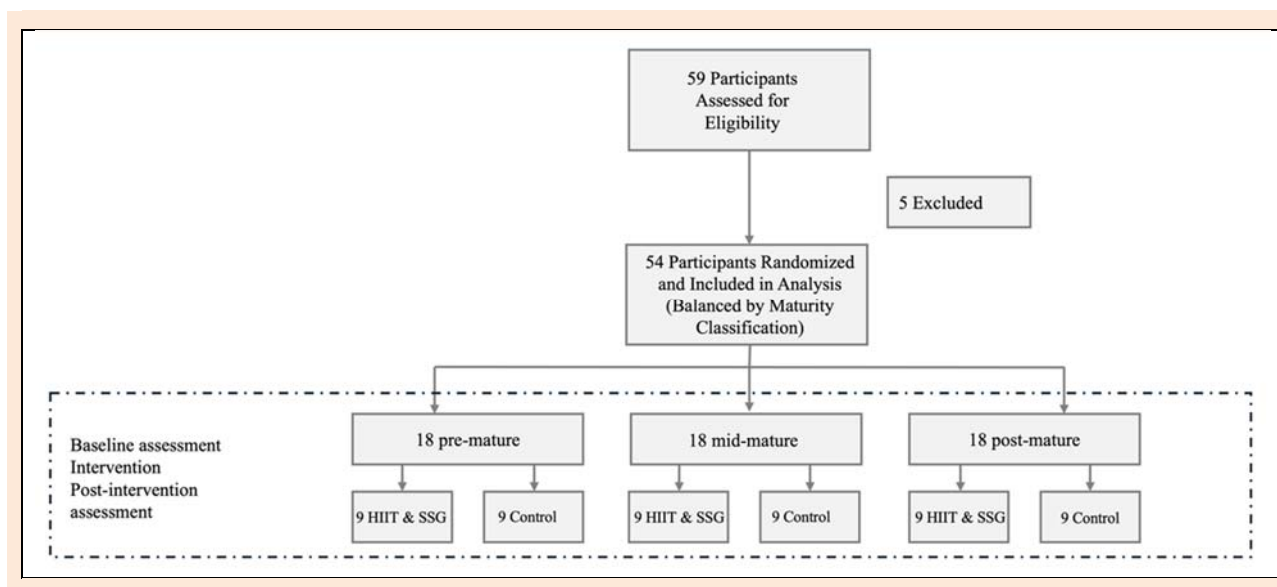 59 Participants
Assessed for
Eligibility
5 Excluded
54 Participants Randomized
and Included in Analysis
(Balanced by Maturity
Classification)
Baseline assessment
Intervention
Post-intervention
assessment
18 pre-mature
18 mid-mature
18 post-mature
9 HIIT & SSG
9 Control
9 HIIT & SSG
9 Control
9 HIIT & SSG
9 Control